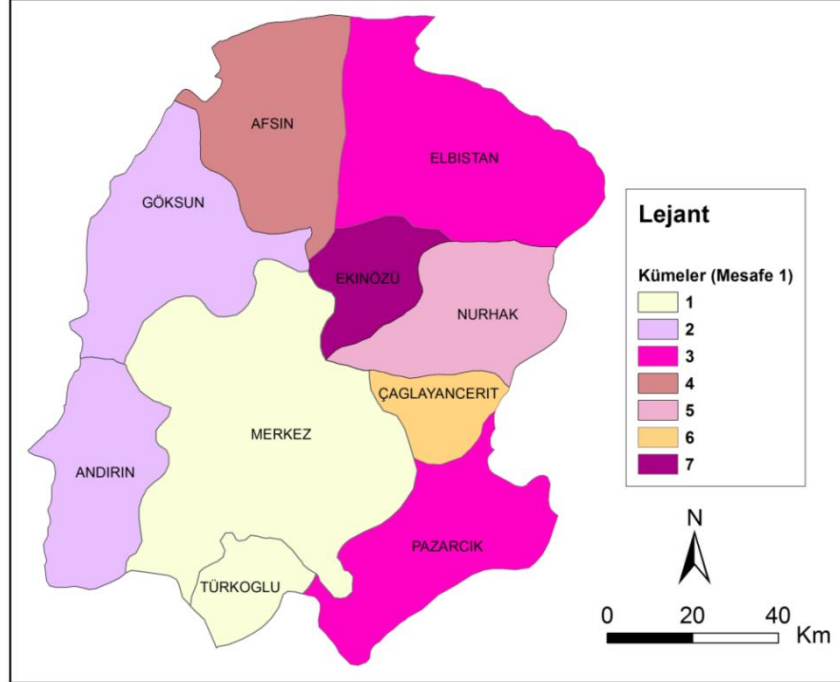 AFSIN
ELBISTAN
GÖKSUN
EKINÖZÜ
NURHAK
ÇAGLAYANCERIT
MERKEZ
ANDIRIN
PAZARCIK
TÜRKOGLU
Lejant
Kümeler (Mesafe 1)
1
2
3
4
5
6
7
N
0 20 40
Km